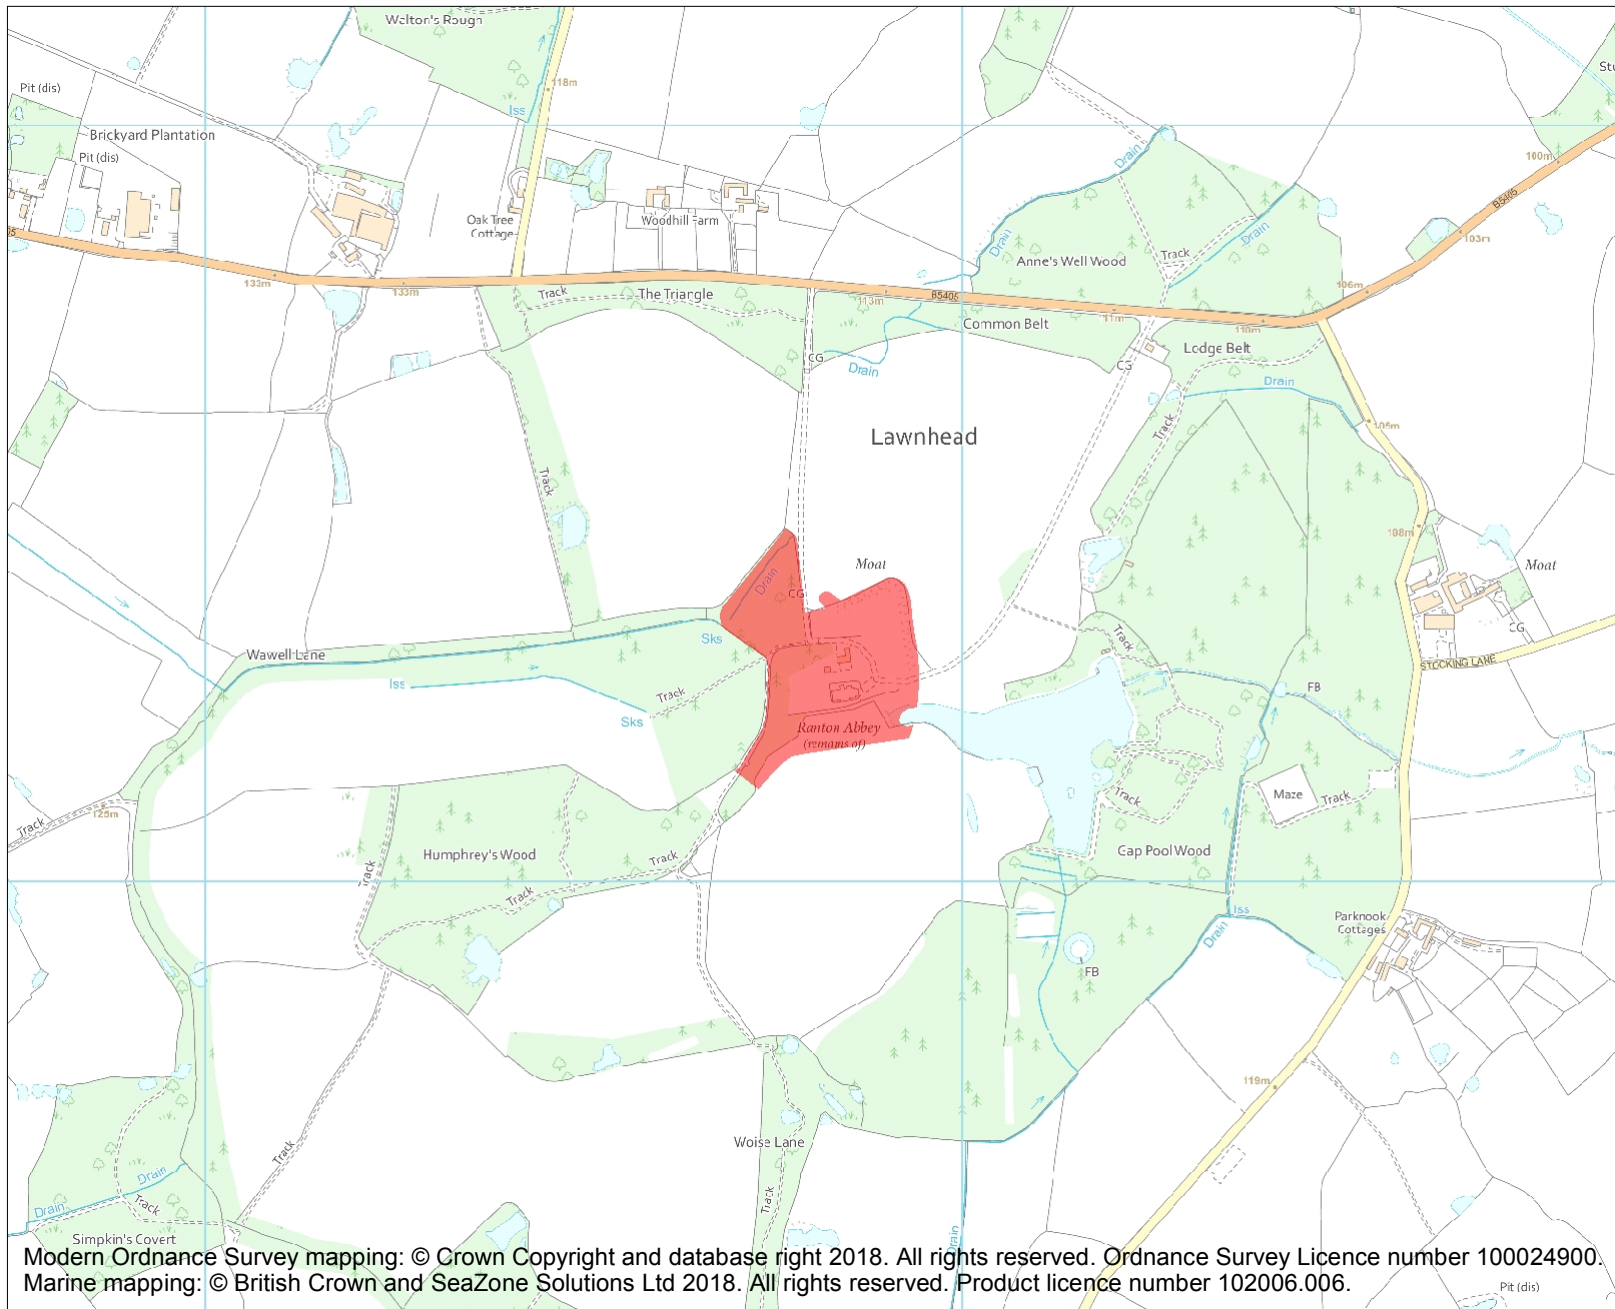 Walton's Rough
Pit (dis)
118m
Iss
Brickyard Plantation
Pit (dis)
Drain
100m
B5405
Oak Tree
Cottage
Woodhill Farm
Drain
Drain
103m
Anne's Well Wood
Track
133m
133m
Track
The Triangle
113m
B5405
106m
110m
Common Belt
Lodge Belt
CG
Drain
CG
Drain
Track
105m
Lawnhead
Track
108m
Moat
Moat
Drain
CG
CG
Sks
Track
Wawell Lane
STOCKING LANE
Iss
Track
FB
Sks
Ranton Abbey
(remains of)
Maze
Track
Track
125m
Track
Humphrey's Wood
Track
Gap Pool Wood
Track
Track
Iss
Parknook
Cottages
Drain
FB
119m
Woise Lane
Track
Drain
Track
Drain
Track
Drain
Simpkin's Covert
Modern Ordnance Survey mapping: © Crown Copyright and database right 2018. All rights reserved. Ordnance Survey Licence number 100024900.
Marine mapping: © British Crown and SeaZone Solutions Ltd 2018. All rights reserved. Product licence number 102006.006.
Pit (dis)